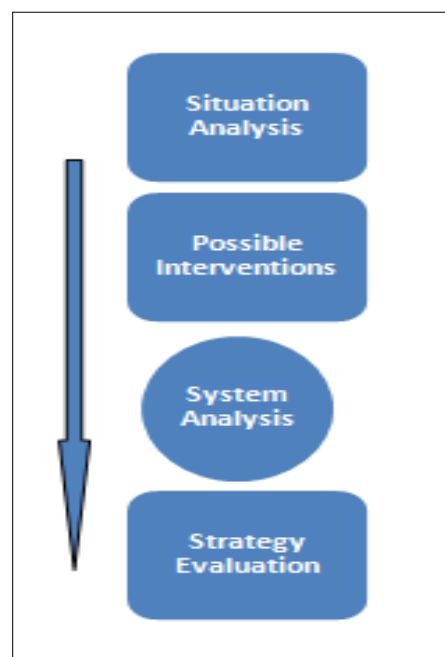 Situation
Analysis
Possible
Interventions
System
Analysis
Strategy
Evaluation